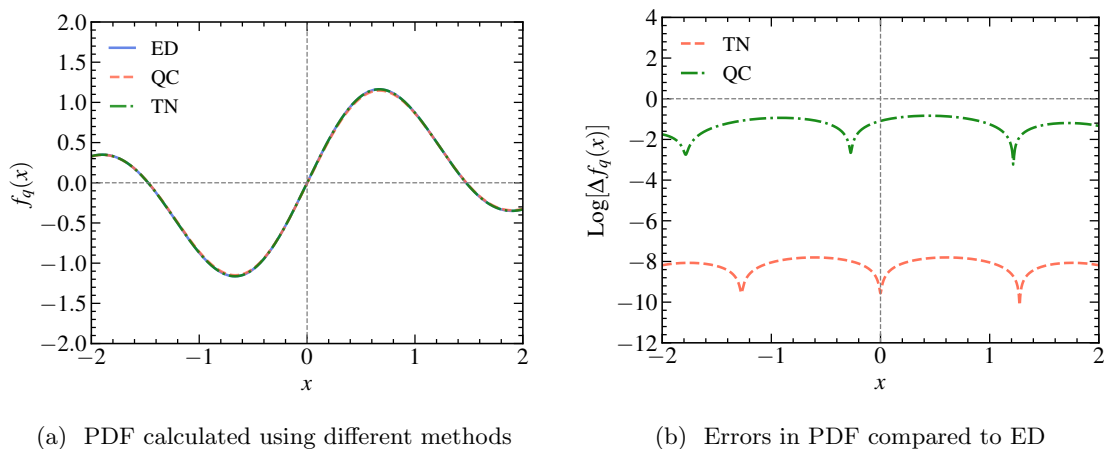 2.0
1.5
1.0
0.5
0.0
−0.5
−1.0
−1.5
−2.0
f_q(x)
ED
QC
TN
−2
−1
0
1
2
x
(a) PDF calculated using different methods
4
2
0
−2
−4
−6
−8
−10
−12
Log[Δf_q(x)]
TN
QC
−2
−1
0
1
2
x
(b) Errors in PDF compared to ED